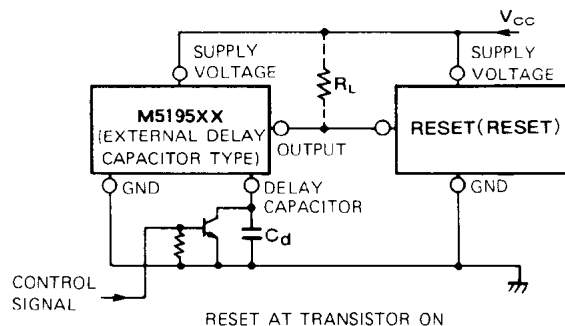 VCC
SUPPLY
VOLTAGE
SUPPLY
VOLTAGE
RL
M5195XX
(EXTERNAL DELAY
CAPACITOR TYPE)
OUTPUT
RESET(RESET)
GND
DELAY
CAPACITOR
GND
Cd
CONTROL
SIGNAL
RESET AT TRANSISTOR ON